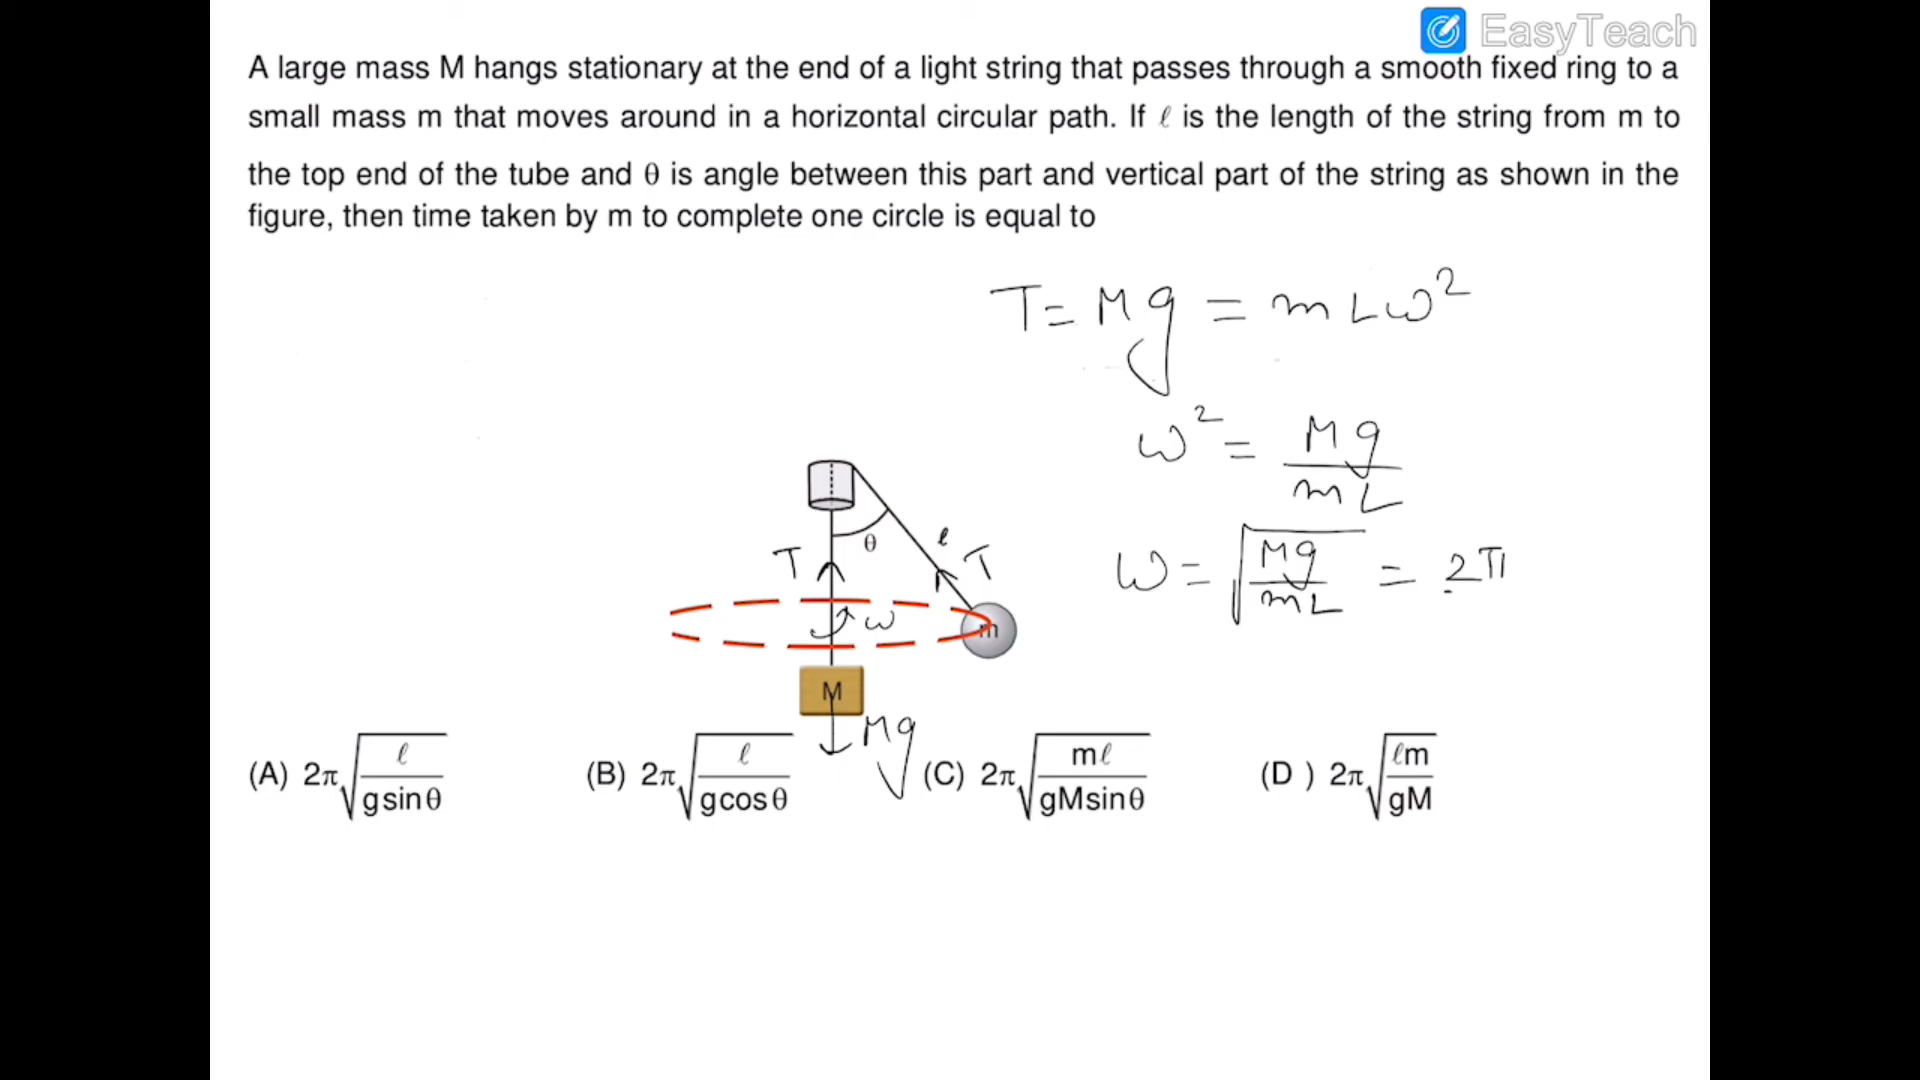 EasyTeach
A large mass M hangs stationary at the end of a light string that passes through a smooth fixed ring to a
small mass m that moves around in a horizontal circular path. If ℓ is the length of the string from m to
the top end of the tube and θ is angle between this part and vertical part of the string as shown in the
figure, then time taken by m to complete one circle is equal to
T = Mg = mLω²
ω² = Mg/mL
ω = √(Mg/mL) = 2π
θ
ℓ
T
T
ω
m
M
Mg
(A) 2π√(ℓ/g sin θ) (B) 2π√(ℓ/g cos θ) (C) 2π√(mℓ/gM sin θ) (D ) 2π√(ℓm/gM)